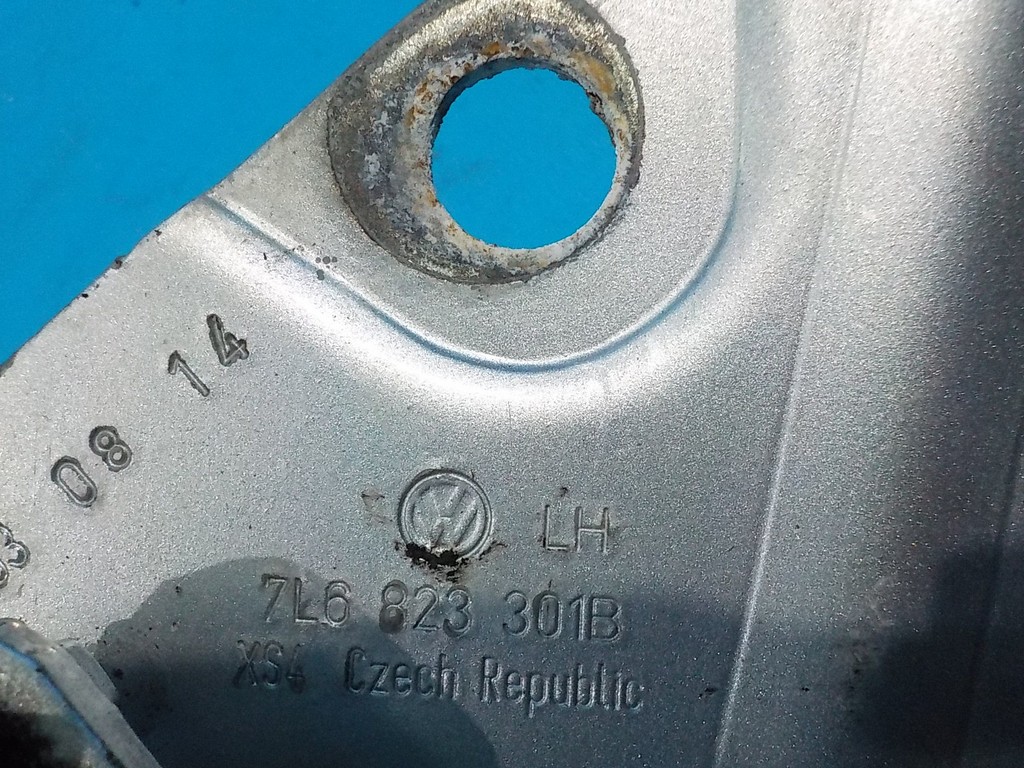 08 14
LH
7L6 823 301B
XS4 Czech Republic